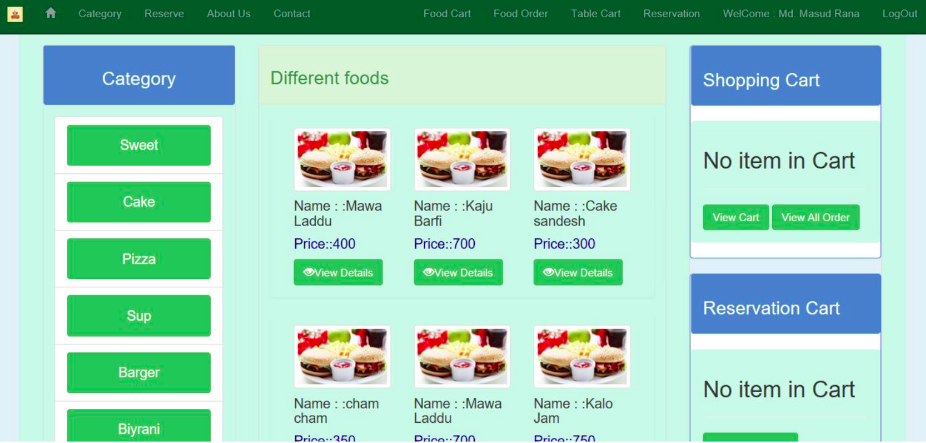 Category Reserve About Us Contact Food Cart Food Order Table Cart Reservation WelCome : Md. Masud Rana LogOut
Category
Sweet
Cake
Pizza
Sup
Barger
Biyrani
Different foods
Name : :Mawa
Laddu
Price::400
View Details
Name : :Kaju
Barfi
Price::700
View Details
Name : :Cake
sandesh
Price::300
View Details
Name : :cham
cham
Price::350
Name : :Mawa
Laddu
Price::700
Name : :Kalo
Jam
Price::750
Shopping Cart
No item in Cart
View Cart View All Order
Reservation Cart
No item in Cart